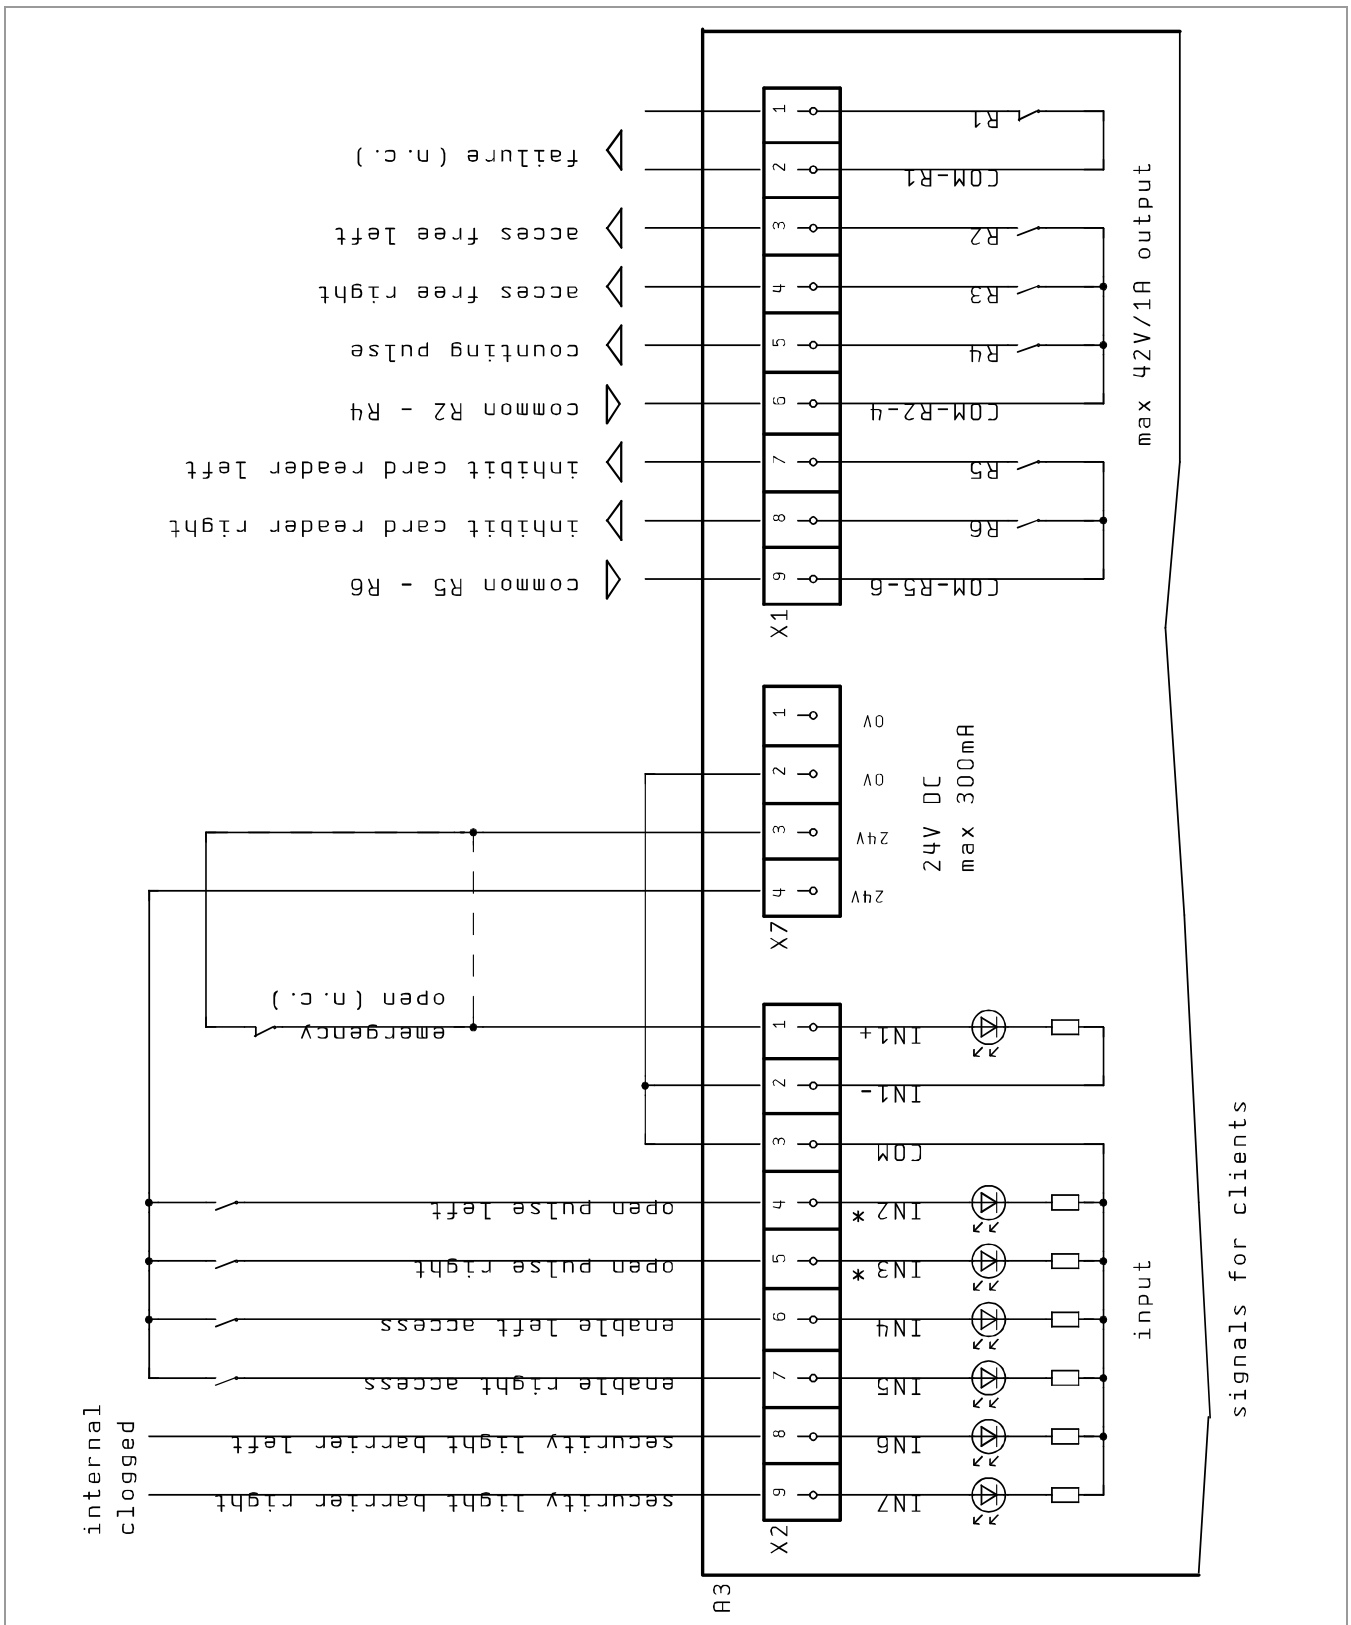 1
R1
failure (n.c.)
2
COM-R1
acces free left
3
R2
acces free right
4
R3
counting pulse
5
R4
common R2 - R4
6
COM-R2-4
inhibit card reader left
7
R5
inhibit card reader right
8
R6
common R5 - R6
9
COM-R5-6
X1
max 42V/1A output
1
0V
2
0V
3
24V
4
24V
X7
24V DC
max 300mA
emergency
open (n.c.)
1
IN1+
2
IN1-
3
COM
open pulse left
4
IN2 *
open pulse right
5
IN3 *
enable left access
6
IN4
enable right access
7
IN5
security light barrier left
8
IN6
security light barrier right
9
IN7
X2
internal
clogged
input
signals for clients
A3